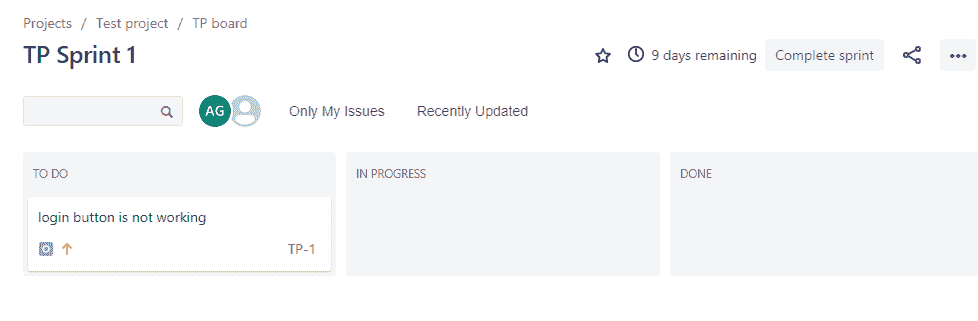 Projects / Test project / TP board
TP Sprint 1
9 days remaining
Complete sprint
AG
Only My Issues
Recently Updated
TO DO
IN PROGRESS
DONE
login button is not working
TP-1